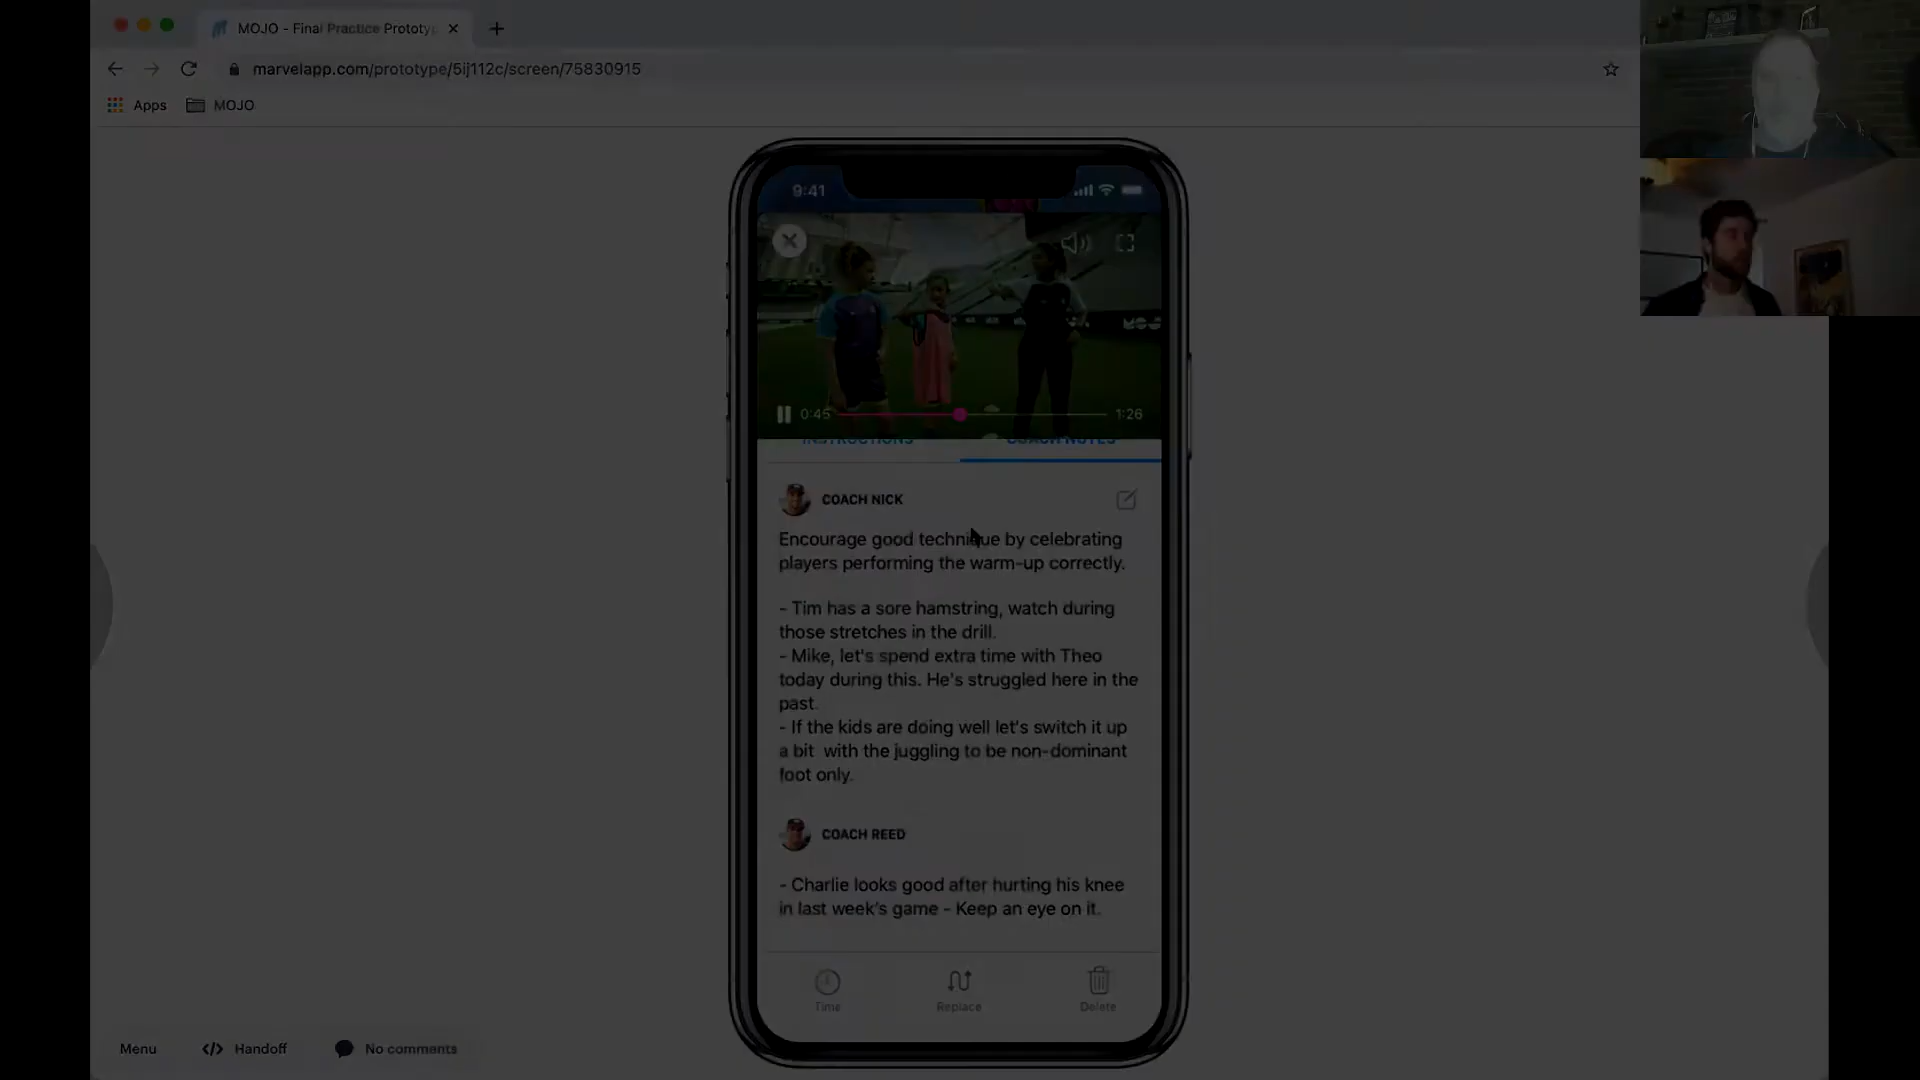 MOJO - Final Practice Prototy
marvelapp.com/prototype/5ij112c/screen/75830915
Apps
MOJO
9:41
0:45
1:26
INSTRUCTIONS
COACH NOTES
COACH NICK
Encourage good technique by celebrating
players performing the warm-up correctly.
- Tim has a sore hamstring, watch during
those stretches in the drill.
- Mike, let's spend extra time with Theo
today during this. He's struggled here in the
past.
- If the kids are doing well let's switch it up
a bit with the juggling to be non-dominant
foot only.
COACH REED
- Charlie looks good after hurting his knee
in last week's game - Keep an eye on it.
Time
Replace
Delete
Menu
Handoff
No comments